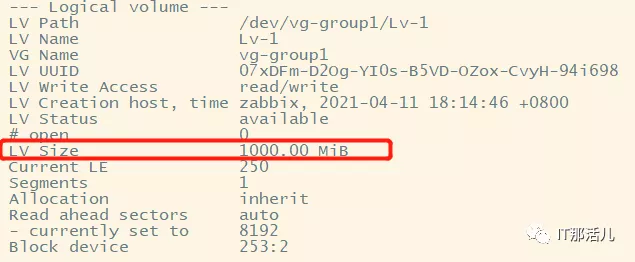 --- Logical volume ---
LV Path /dev/vg-group1/Lv-1
LV Name Lv-1
VG Name vg-group1
LV UUID 07xDFm-D2Og-YI0s-B5VD-OZox-CvyH-94i698
LV Write Access read/write
LV Creation host, time zabbix, 2021-04-11 18:14:46 +0800
LV Status available
# open 0
LV Size 1000.00 MiB
Current LE 250
Segments 1
Allocation inherit
Read ahead sectors auto
- currently set to 8192
Block device 253:2
IT那活儿